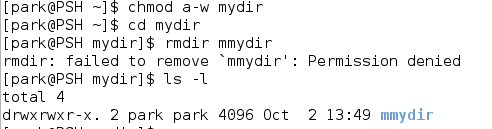 [park@PSH ~]$ chmod a-w mydir
[park@PSH ~]$ cd mydir
[park@PSH mydir]$ rmdir mmydir
rmdir: failed to remove `mmydir': Permission denied
[park@PSH mydir]$ ls -l
total 4
drwxrwxr-x. 2 park park 4096 Oct  2 13:49 mmydir